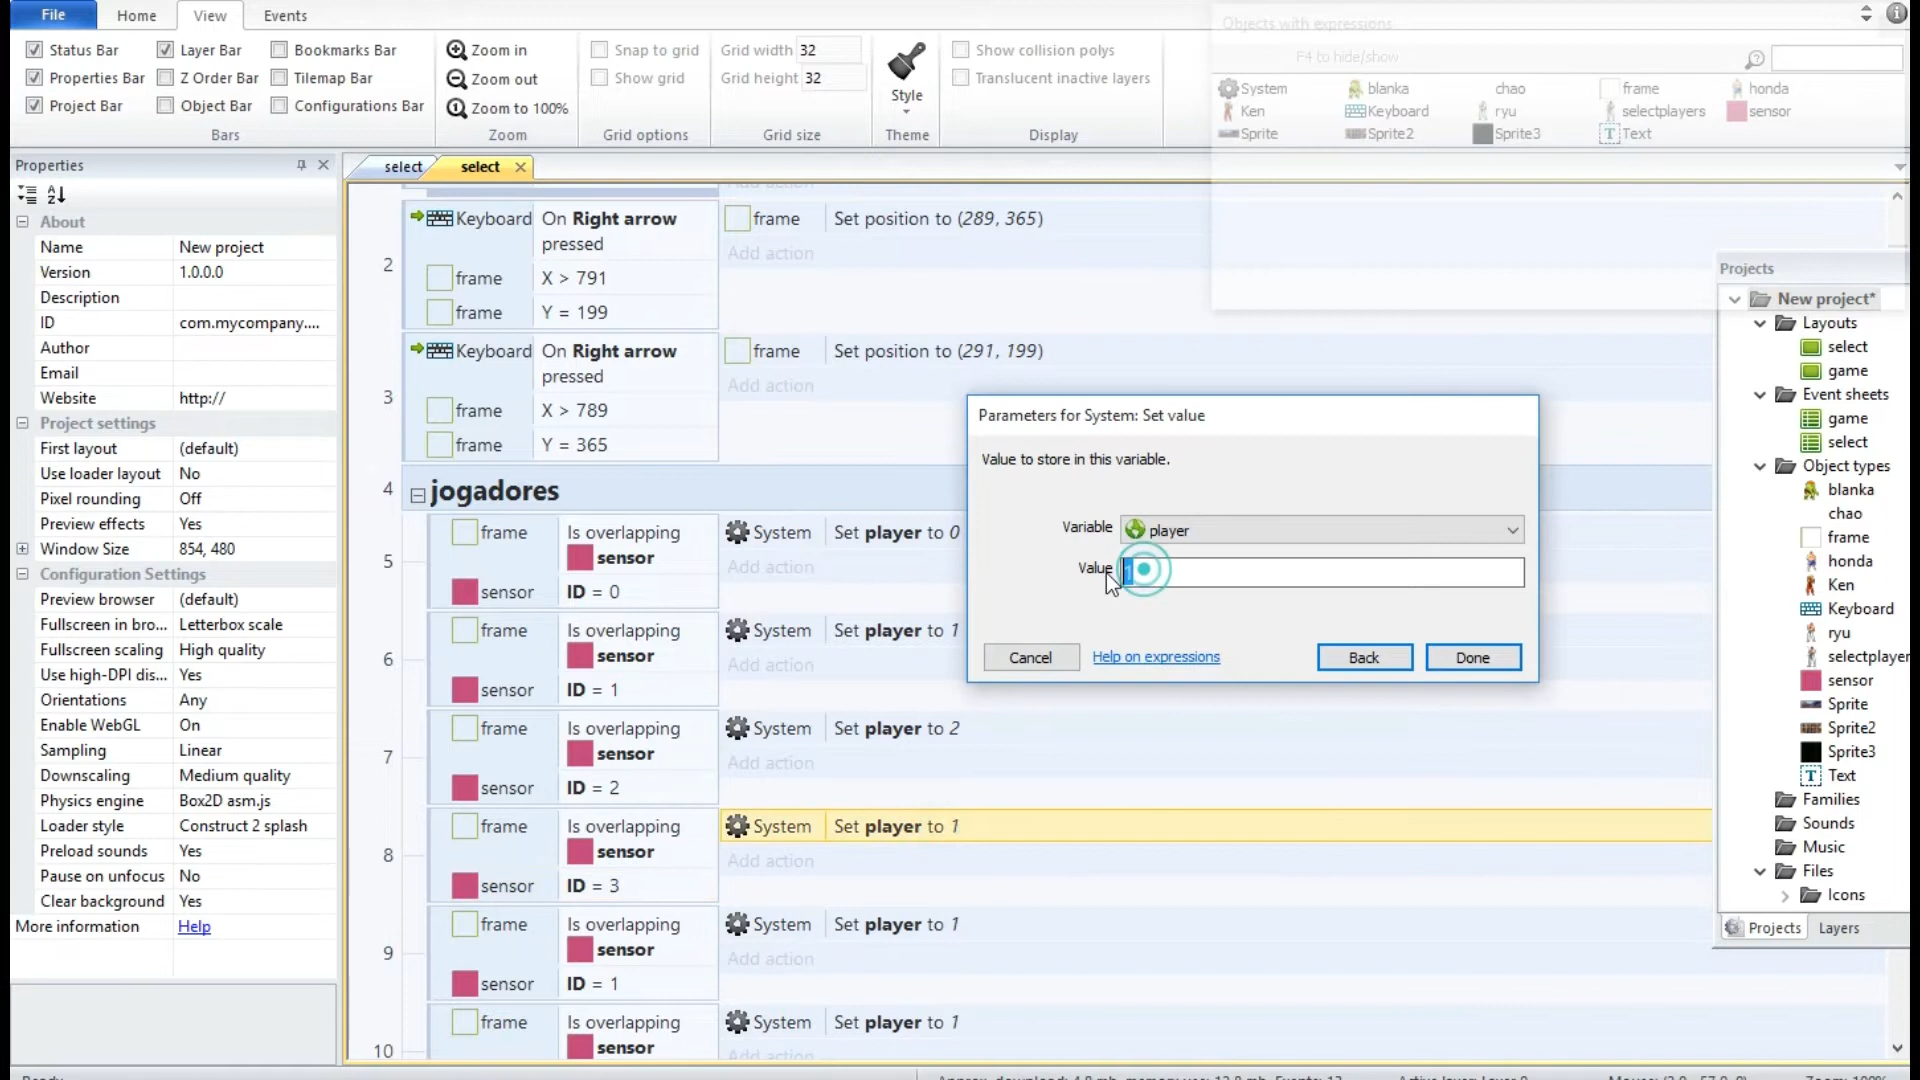 File
Home
View
Events
Status Bar
Layer Bar
Bookmarks Bar
Properties Bar
Z Order Bar
Tilemap Bar
Project Bar
Object Bar
Configurations Bar
Bars
Zoom in
Zoom out
Zoom to 100%
Zoom
Snap to grid
Show grid
Grid options
Grid width 32
Grid height 32
Grid size
Style
Theme
Show collision polys
Translucent inactive layers
Display
Objects with expressions
F4 to hide/show
System
blanka
chao
frame
honda
Ken
Keyboard
ryu
selectplayers
sensor
Sprite
Sprite2
Sprite3
Text
Properties
About
Name New project
Version 1.0.0.0
Description
ID com.mycompany....
Author
Email
Website http://
Project settings
First layout (default)
Use loader layout No
Pixel rounding Off
Preview effects Yes
Window Size 854, 480
Configuration Settings
Preview browser (default)
Fullscreen in bro... Letterbox scale
Fullscreen scaling High quality
Use high-DPI dis... Yes
Orientations Any
Enable WebGL On
Sampling Linear
Downscaling Medium quality
Physics engine Box2D asm.js
Loader style Construct 2 splash
Preload sounds Yes
Pause on unfocus No
Clear background Yes
More information Help
select
select
Add action
2
Keyboard On Right arrow
pressed
frame X > 791
frame Y = 199
frame Set position to (289, 365)
Add action
3
Keyboard On Right arrow
pressed
frame X > 789
frame Y = 365
frame Set position to (291, 199)
Add action
4 jogadores
5
frame Is overlapping
sensor
sensor ID = 0
System Set player to 0
Add action
6
frame Is overlapping
sensor
sensor ID = 1
System Set player to 1
Add action
7
frame Is overlapping
sensor
sensor ID = 2
System Set player to 2
Add action
8
frame Is overlapping
sensor
sensor ID = 3
System Set player to 1
Add action
9
frame Is overlapping
sensor
sensor ID = 1
System Set player to 1
Add action
10
frame Is overlapping
sensor
System Set player to 1
Add action
Parameters for System: Set value
Value to store in this variable.
Variable player
Value 1
Cancel
Help on expressions
Back
Done
Projects
New project*
Layouts
select
game
Event sheets
game
select
Object types
blanka
chao
frame
honda
Ken
Keyboard
ryu
selectplayer
sensor
Sprite
Sprite2
Sprite3
Text
Families
Sounds
Music
Files
Icons
Projects
Layers